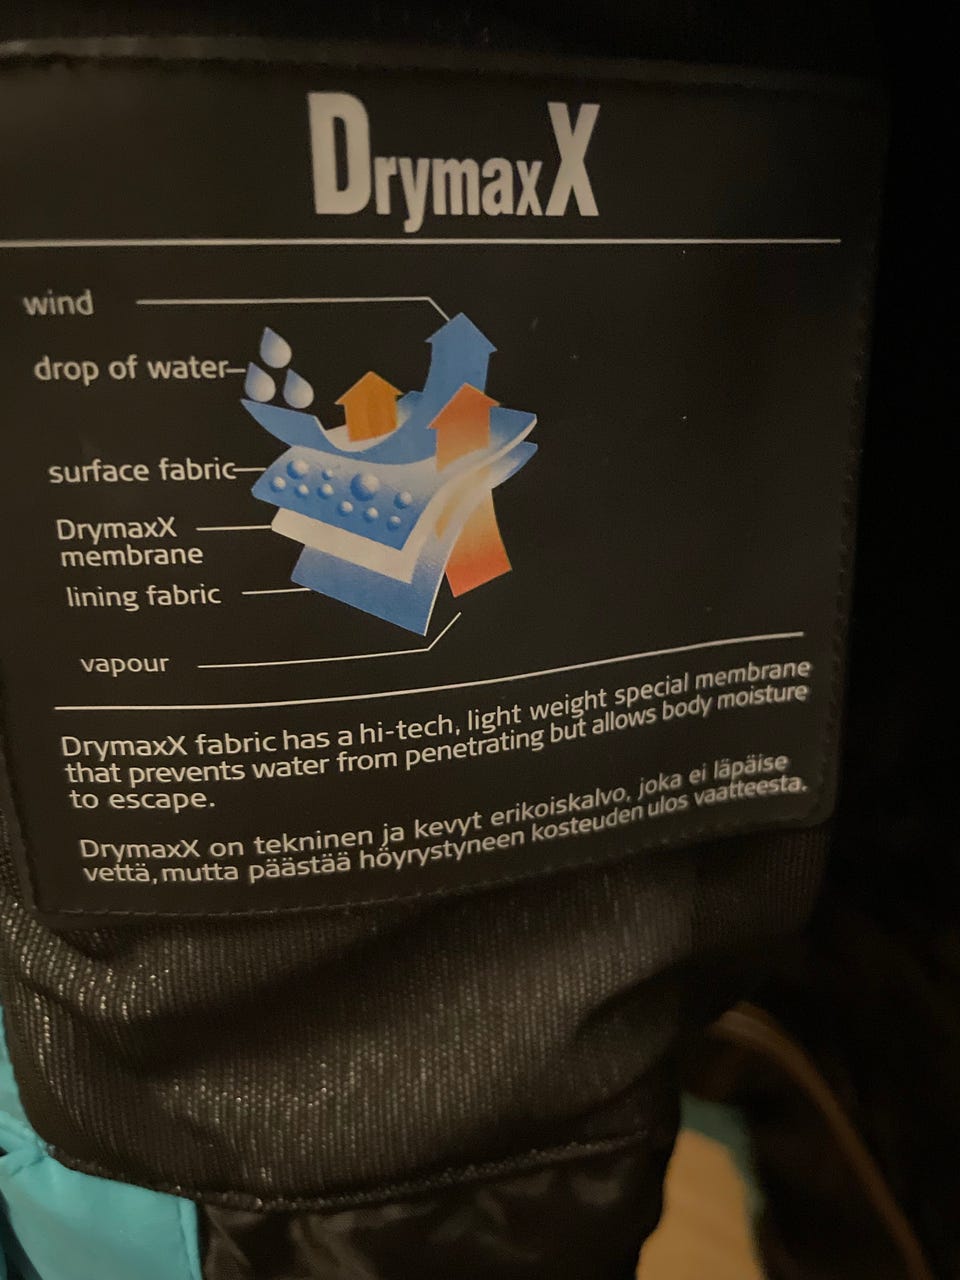 DrymaxX
wind
drop of water
surface fabric
DrymaxX
membrane
lining fabric
vapour
DrymaxX fabric has a hi-tech, light weight special membrane
that prevents water from penetrating but allows body moisture
to escape.
DrymaxX on tekninen ja kevyt erikoiskalvo, joka ei läpäise
vettä, mutta päästää höyrystyneen kosteuden ulos vaatteesta.